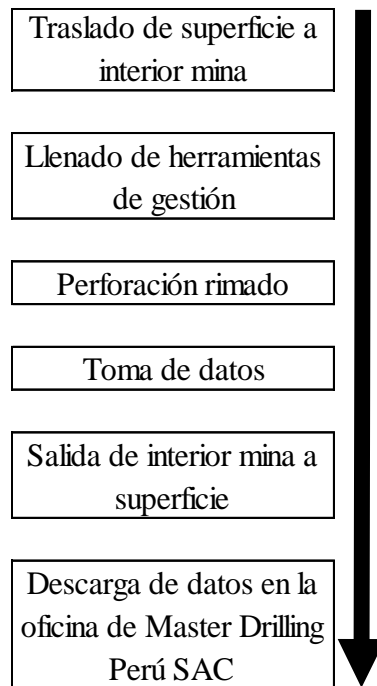 Traslado de superficie a
interior mina
Llenado de herramientas
de gestión
Perforación rimado
Toma de datos
Salida de interior mina a
superficie
Descarga de datos en la
oficina de Master Drilling
Perú SAC